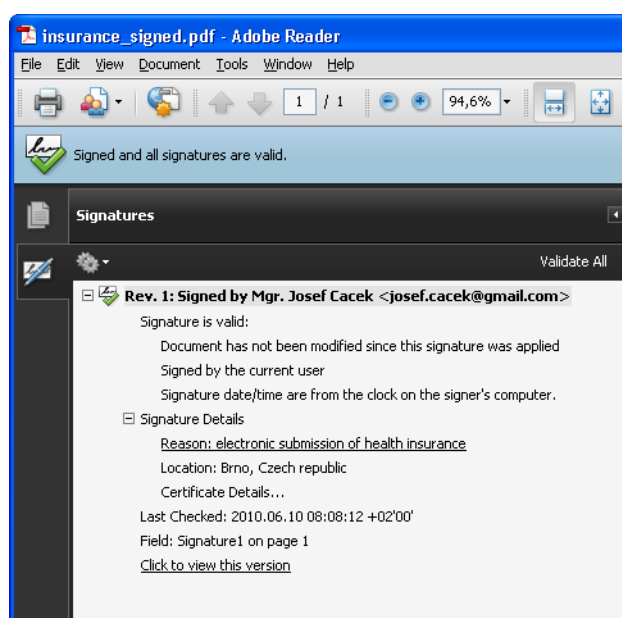 insurance_signed.pdf - Adobe Reader
File Edit View Document Tools Window Help
1 / 1 94,6%
Signed and all signatures are valid.
Signatures
Validate All
Rev. 1: Signed by Mgr. Josef Cacek <josef.cacek@gmail.com>
Signature is valid:
Document has not been modified since this signature was applied
Signed by the current user
Signature date/time are from the clock on the signer's computer.
Signature Details
Reason: electronic submission of health insurance
Location: Brno, Czech republic
Certificate Details...
Last Checked: 2010.06.10 08:08:12 +02'00'
Field: Signature1 on page 1
Click to view this version